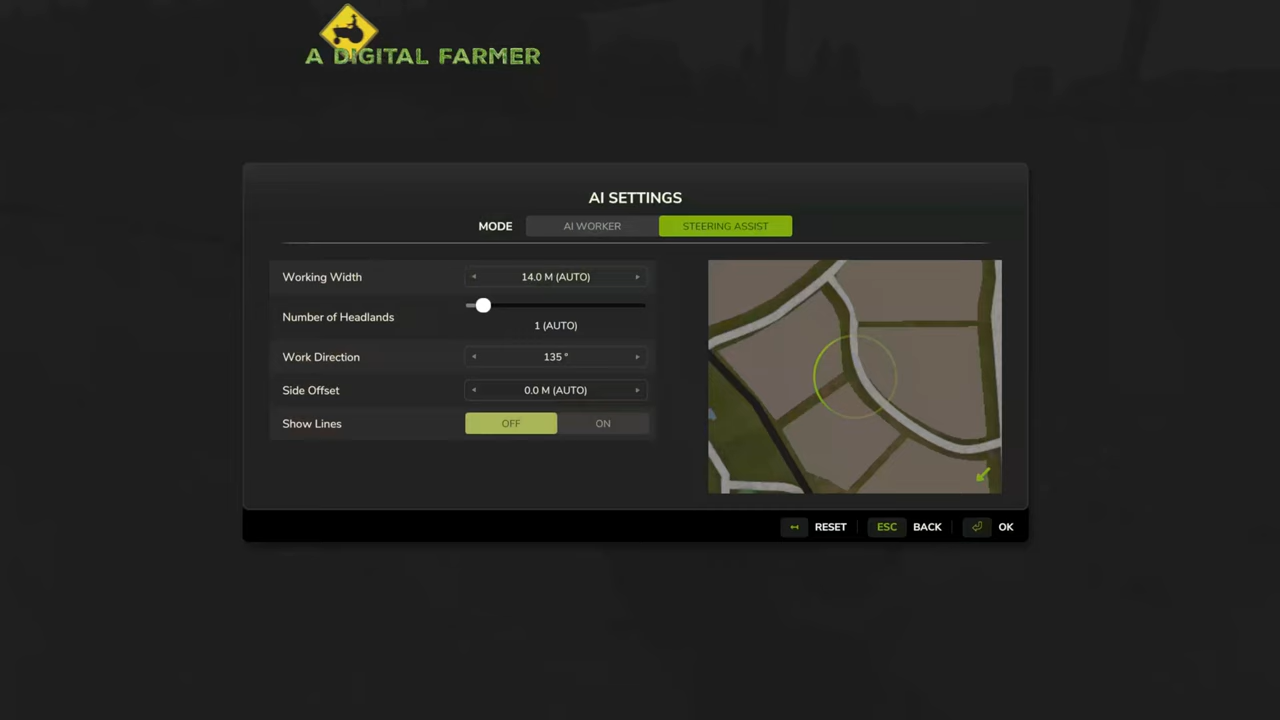 A DIGITAL FARMER
AI SETTINGS
MODE AI WORKER STEERING ASSIST
Working Width 14.0 M (AUTO)
Number of Headlands 1 (AUTO)
Work Direction 135 °
Side Offset 0.0 M (AUTO)
Show Lines OFF ON
RESET ESC BACK OK